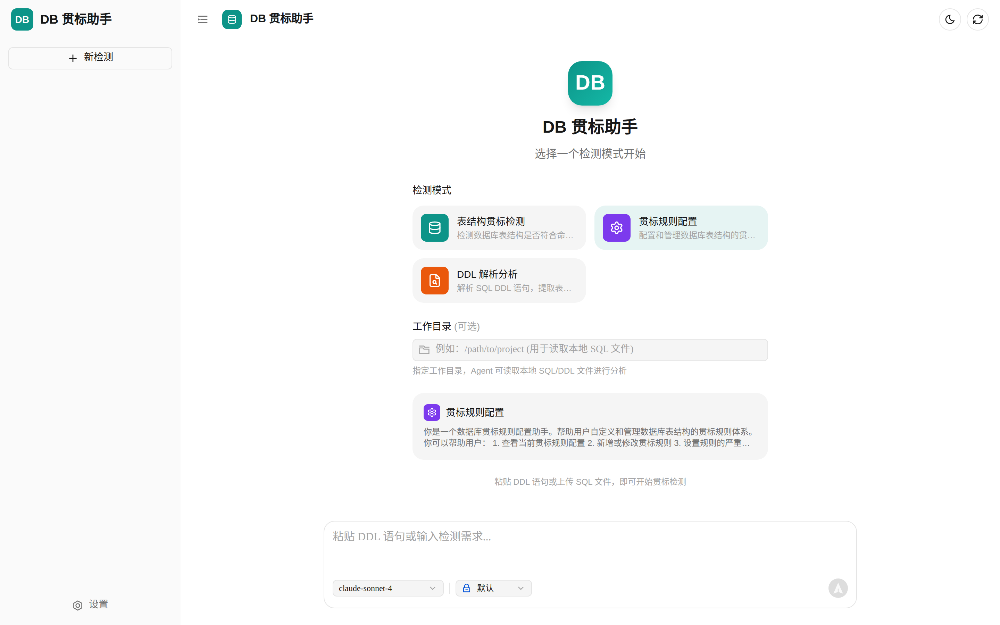 DB DB 贯标助手
DB 贯标助手
新检测
DB
DB 贯标助手
选择一个检测模式开始
检测模式
表结构贯标检测
检测数据库表结构是否符合命...
贯标规则配置
配置和管理数据库表结构的贯...
DDL 解析分析
解析 SQL DDL 语句，提取表...
工作目录 (可选)
例如：/path/to/project (用于读取本地 SQL 文件)
指定工作目录，Agent 可读取本地 SQL/DDL 文件进行分析
贯标规则配置
你是一个数据库贯标规则配置助手。帮助用户自定义和管理数据库表结构的贯标规则体系。
你可以帮助用户： 1. 查看当前贯标规则配置 2. 新增或修改贯标规则 3. 设置规则的严重...
粘贴 DDL 语句或上传 SQL 文件，即可开始贯标检测
粘贴 DDL 语句或输入检测需求...
claude-sonnet-4
默认
设置